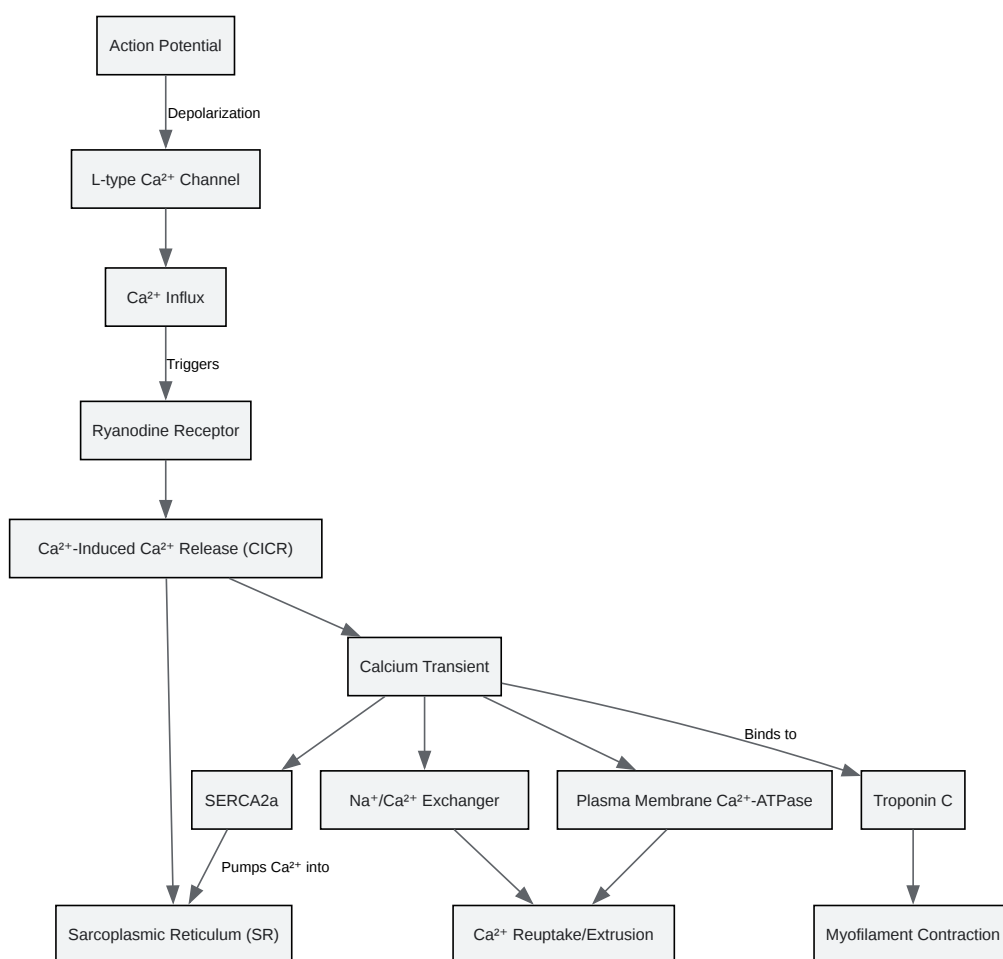 Action Potential
Depolarization
L-type Ca²⁺ Channel
Ca²⁺ Influx
Triggers
Ryanodine Receptor
Ca²⁺-Induced Ca²⁺ Release (CICR)
Calcium Transient
Binds to
SERCA2a
Na⁺/Ca²⁺ Exchanger
Plasma Membrane Ca²⁺-ATPase
Troponin C
Pumps Ca²⁺ into
Sarcoplasmic Reticulum (SR)
Ca²⁺ Reuptake/Extrusion
Myofilament Contraction